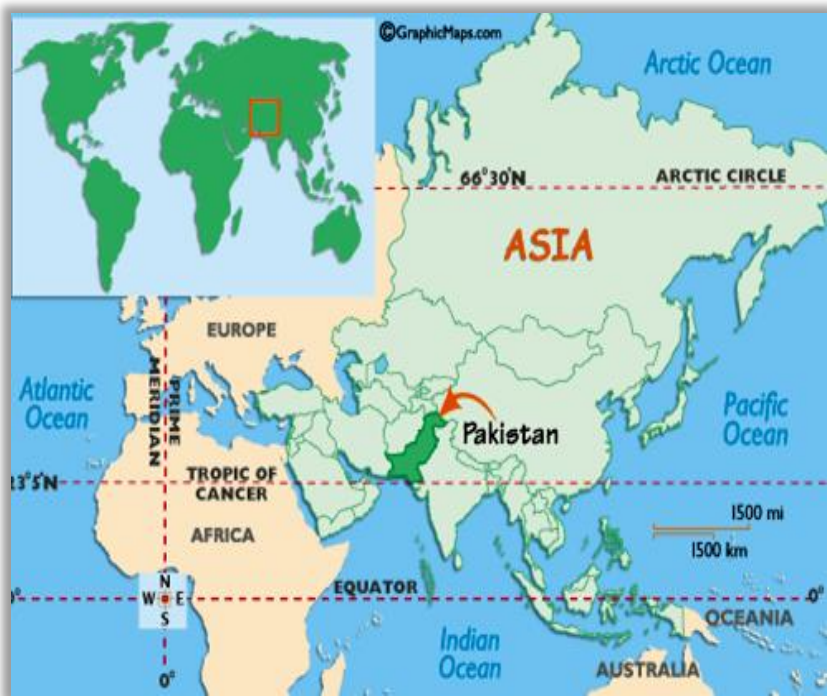 ©GraphicMaps.com
Arctic Ocean
66°30'N
ARCTIC CIRCLE
ASIA
EUROPE
Atlantic
Ocean
PRIME
MERIDIAN
Pacific
Ocean
Pakistan
23°5'N
TROPIC OF
CANCER
AFRICA
1500 mi
1500 km
EQUATOR
N
W E
S
0°
0°
0°
Indian
Ocean
OCEANIA
AUSTRALIA